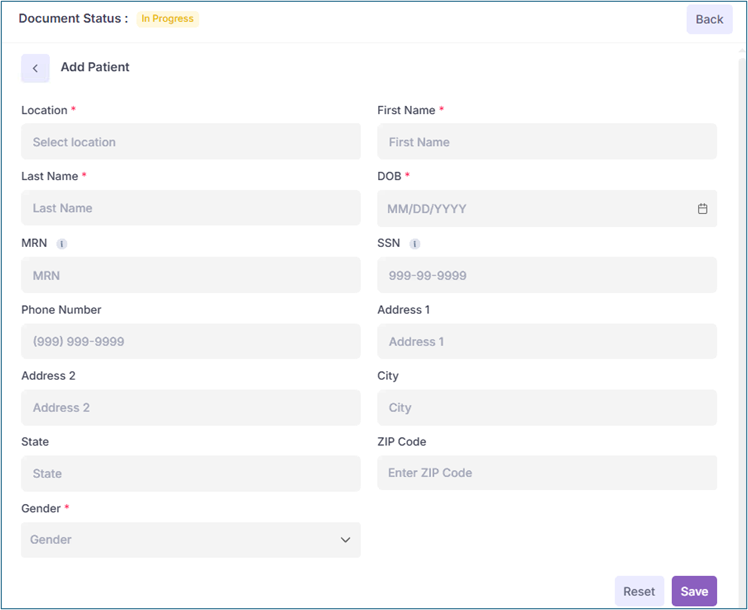 Document Status : In Progress Back
Add Patient
Location * First Name *
Select location First Name
Last Name * DOB *
Last Name MM/DD/YYYY
MRN i SSN i
MRN 999-99-9999
Phone Number Address 1
(999) 999-9999 Address 1
Address 2 City
Address 2 City
State ZIP Code
State Enter ZIP Code
Gender *
Gender
Reset Save